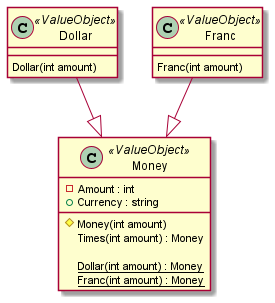 C «ValueObject»
Dollar
Dollar(int amount)
C «ValueObject»
Franc
Franc(int amount)
C «ValueObject»
Money
Amount : int
Currency : string
Money(int amount)
Times(int amount) : Money
Dollar(int amount) : Money
Franc(int amount) : Money